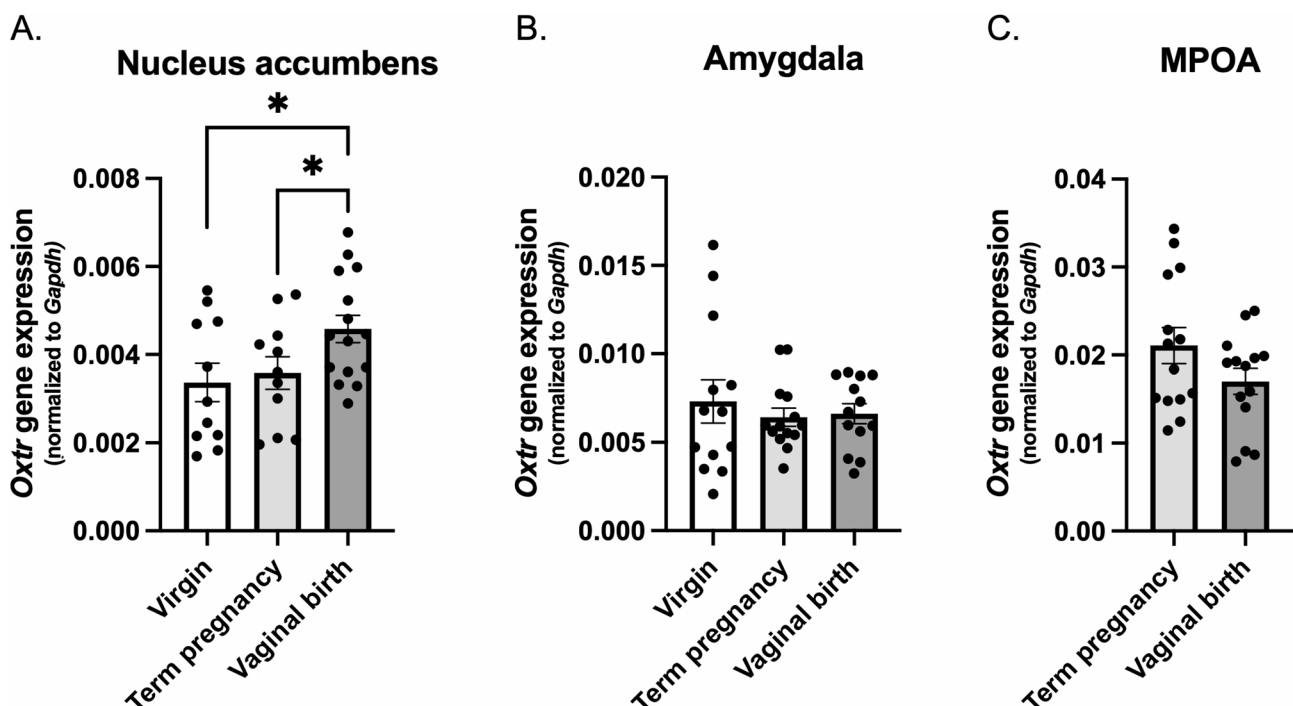 A.
Nucleus accumbens
*
*
Oxtr gene expression
(normalized to Gapdh)
0.008
0.006
0.004
0.002
0.000
Virgin
Term pregnancy
Vaginal birth
B.
Amygdala
Oxtr gene expression
(normalized to Gapdh)
0.020
0.015
0.010
0.005
0.000
Virgin
Term pregnancy
Vaginal birth
C.
MPOA
Oxtr gene expression
(normalized to Gapdh)
0.04
0.03
0.02
0.01
0.00
Term pregnancy
Vaginal birth